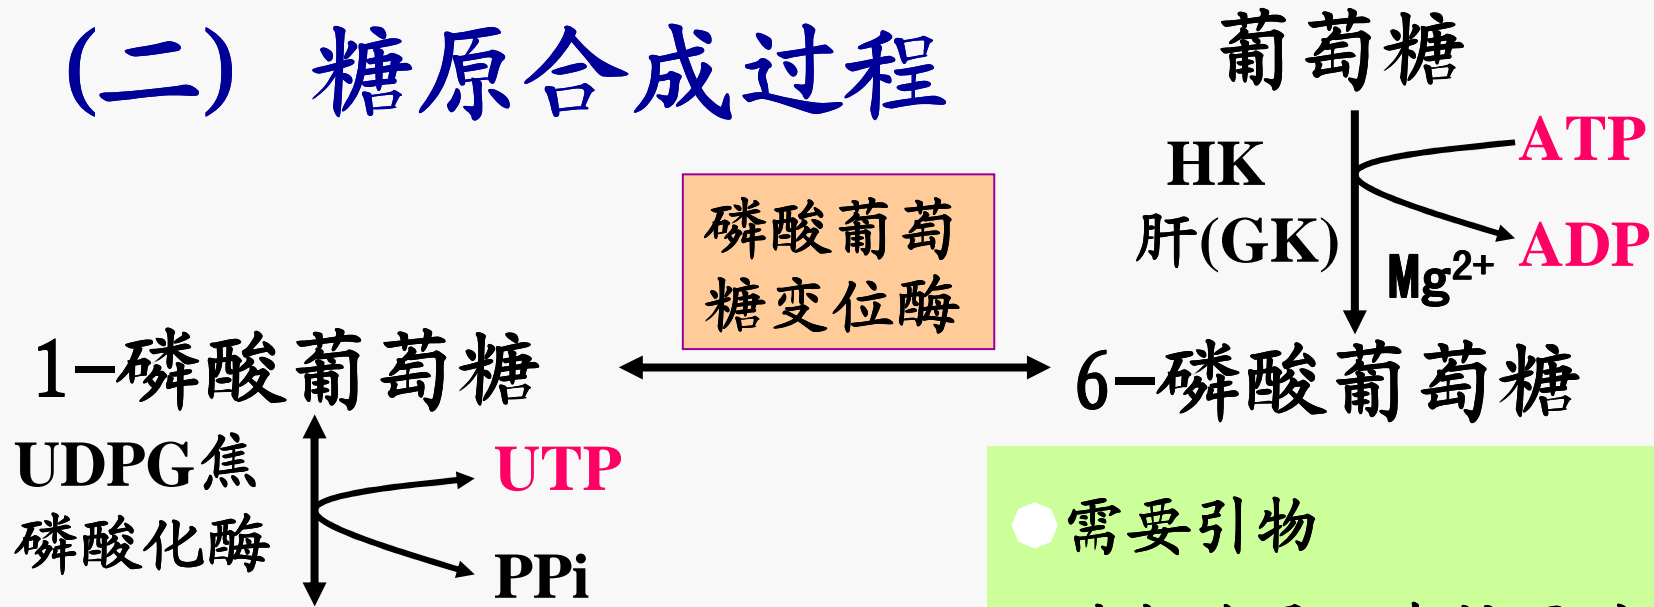 (二) 糖原合成过程
葡萄糖
ATP
HK
肝(GK)
ADP
Mg²⁺
磷酸葡萄
糖变位酶
1-磷酸葡萄糖
6-磷酸葡萄糖
UDPG焦
磷酸化酶
UTP
PPi
需要引物